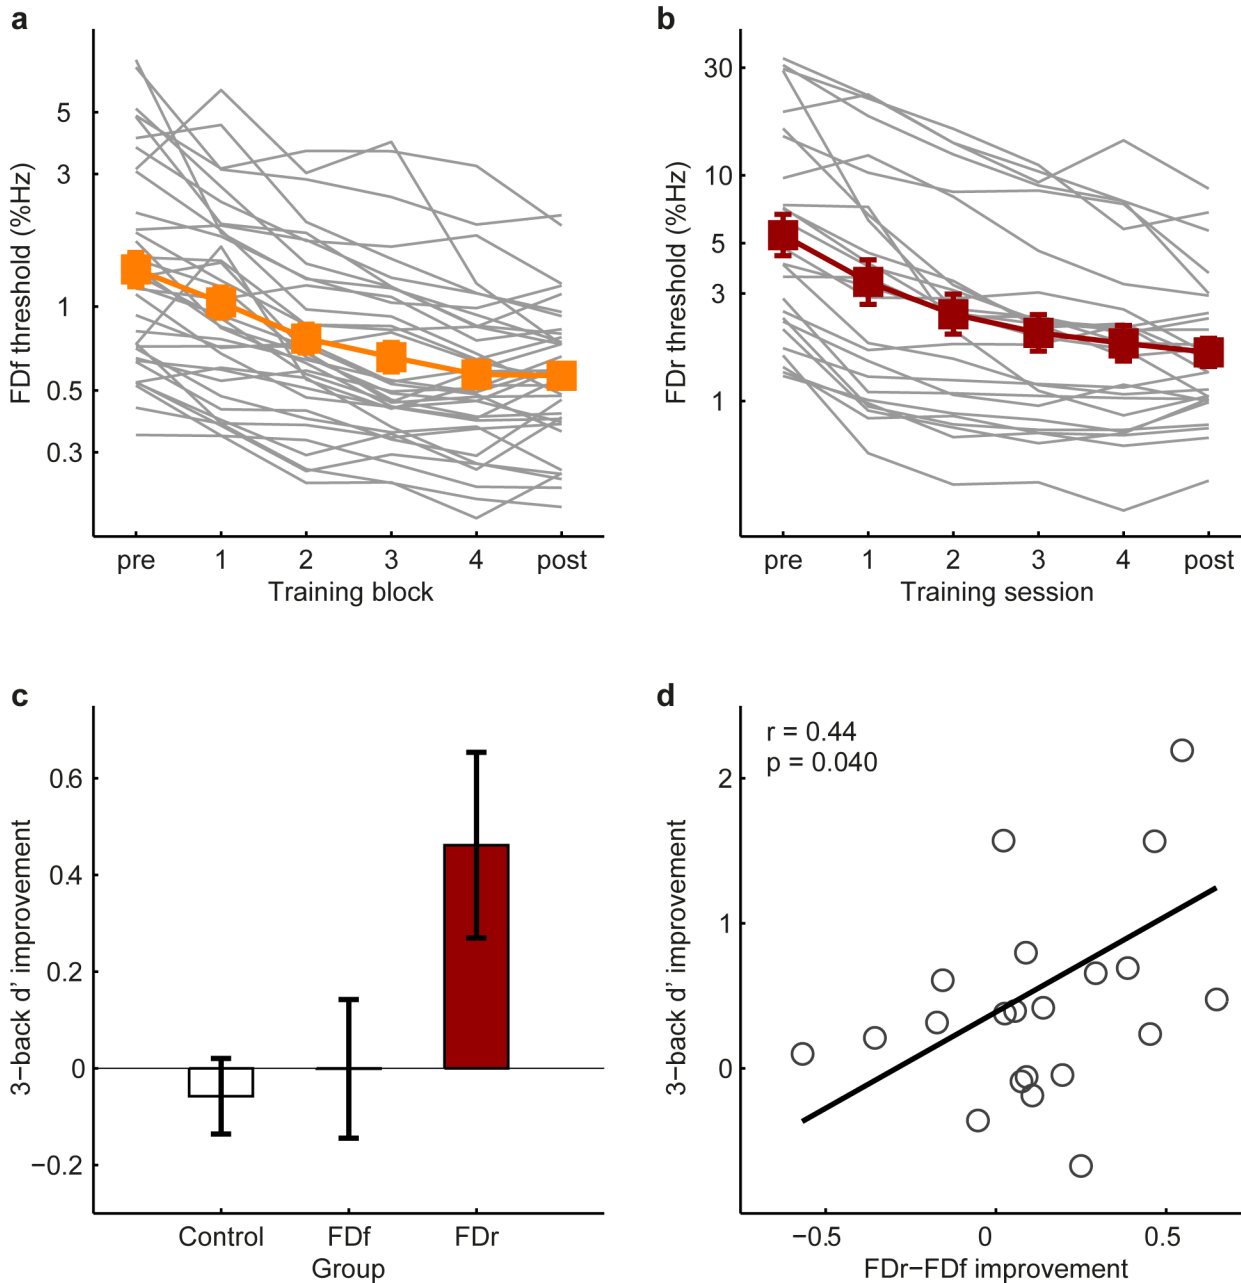 a
FDf threshold (%Hz)
5
3
1
0.5
0.3
pre 1 2 3 4 post
Training block
b
FDr threshold (%Hz)
30
10
5
3
1
pre 1 2 3 4 post
Training session
c
3−back d' improvement
0.6
0.4
0.2
0
−0.2
Control FDf FDr
Group
d
r = 0.44
p = 0.040
3−back d' improvement
2
1
0
−0.5 0 0.5
FDr−FDf improvement